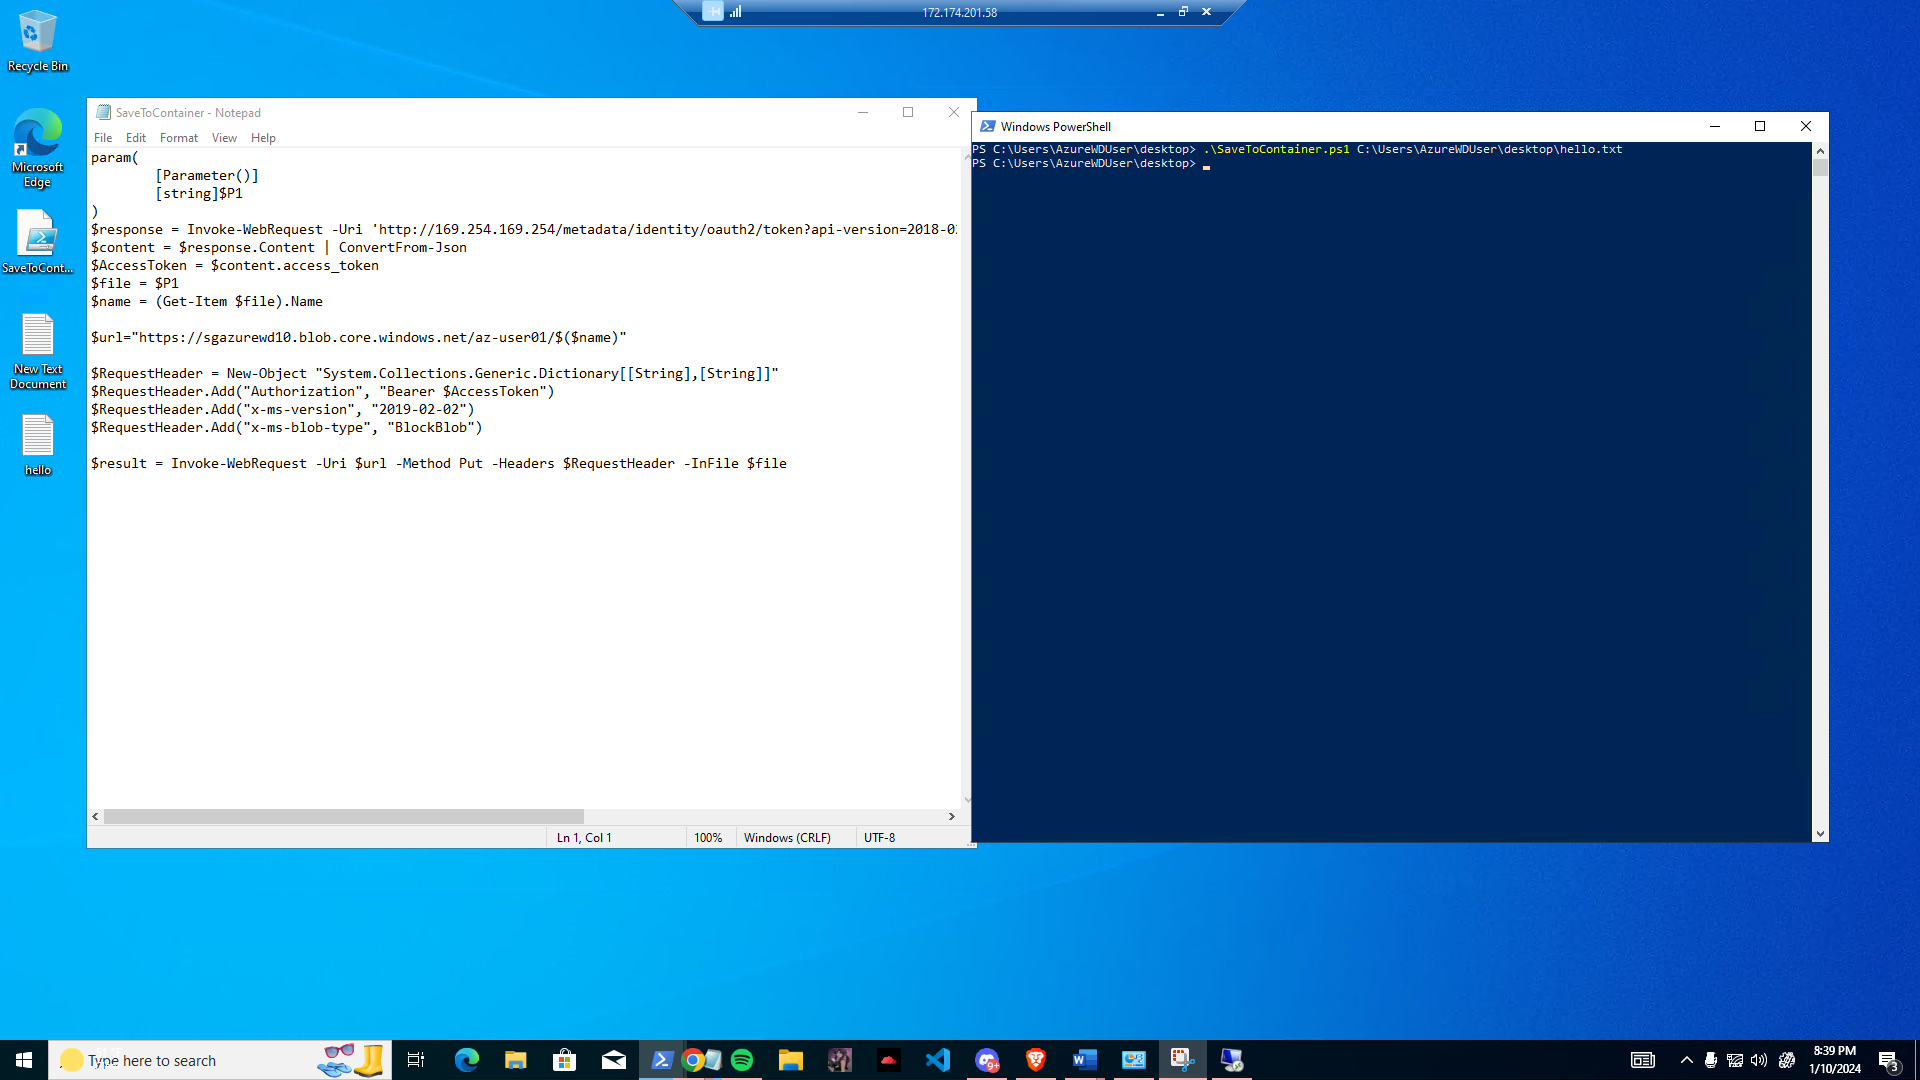 172.174.201.58
Recycle Bin
Microsoft
Edge
SaveToCont...
New Text
Document
hello
SaveToContainer - Notepad
File Edit Format View Help
param(
[Parameter()]
[string]$P1
)
$response = Invoke-WebRequest -Uri 'http://169.254.169.254/metadata/identity/oauth2/token?api-version=2018-02
$content = $response.Content | ConvertFrom-Json
$AccessToken = $content.access_token
$file = $P1
$name = (Get-Item $file).Name
$url="https://sgazurewd10.blob.core.windows.net/az-user01/$($name)"
$RequestHeader = New-Object "System.Collections.Generic.Dictionary[[String],[String]]"
$RequestHeader.Add("Authorization", "Bearer $AccessToken")
$RequestHeader.Add("x-ms-version", "2019-02-02")
$RequestHeader.Add("x-ms-blob-type", "BlockBlob")
$result = Invoke-WebRequest -Uri $url -Method Put -Headers $RequestHeader -InFile $file
Ln 1, Col 1 100% Windows (CRLF) UTF-8
Windows PowerShell
PS C:\Users\AzureWDUser\desktop> .\SaveToContainer.ps1 C:\Users\AzureWDUser\desktop\hello.txt
PS C:\Users\AzureWDUser\desktop>
Type here to search
9+
8:39 PM
1/10/2024
3